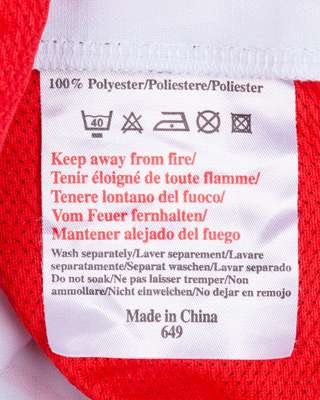 100% Polyester/Poliestere/Poliester
40
Keep away from fire/
Tenir éloigné de toute flamme/
Tenere lontano del fuoco/
Vom Feuer fernhalten/
Mantener alejado del fuego
Wash separately/Laver separement/Lavare
separatamente/Separat waschen/Lavar separado
Do not soak/Ne pas laisser tremper/Non
ammollare/Nicht einweichen/No dejar en remojo
Made in China
649